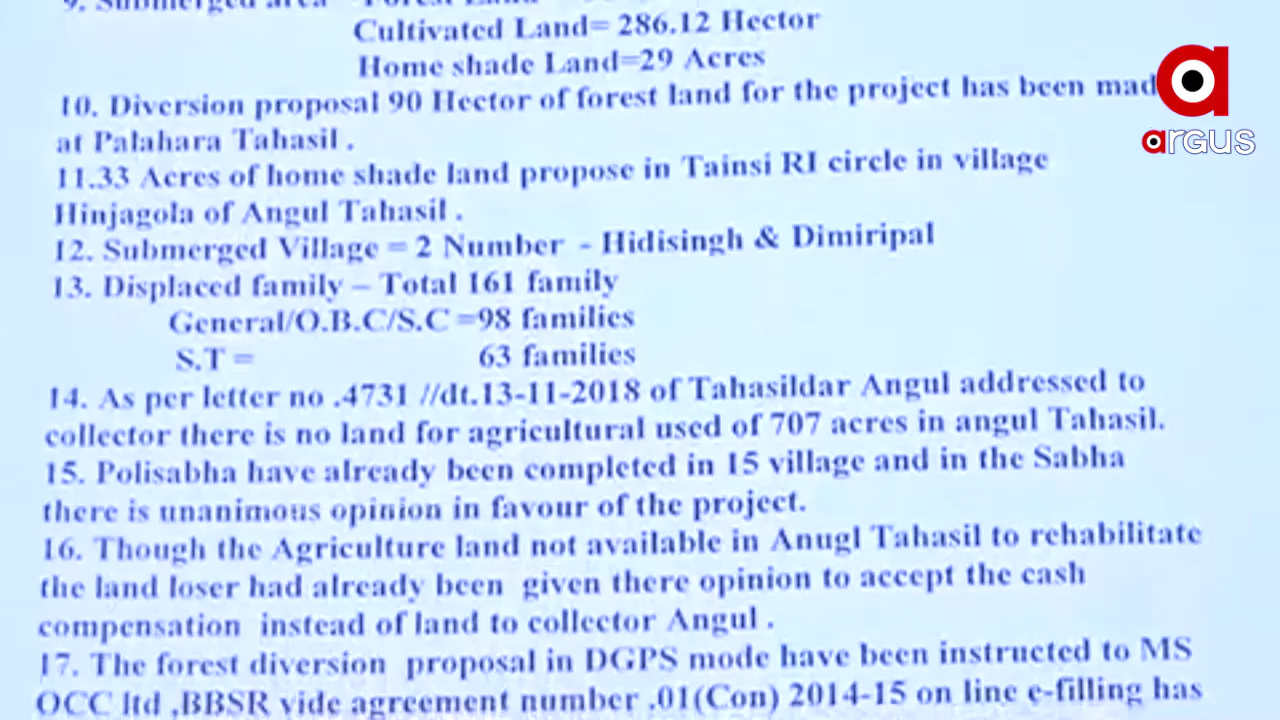 9. Submerged area - Forest Land =
Cultivated Land= 286.12 Hector
Home shade Land=29 Acres
10. Diversion proposal 90 Hector of forest land for the project has been mad
at Palahara Tahasil .
11.33 Acres of home shade land propose in Tainsi RI circle in village
Hinjagola of Angul Tahasil .
12. Submerged Village = 2 Number - Hidisingh & Dimiripal
13. Displaced family – Total 161 family
General/O.B.C/S.C =98 families
S.T = 63 families
14. As per letter no .4731 //dt.13-11-2018 of Tahasildar Angul addressed to
collector there is no land for agricultural used of 707 acres in angul Tahasil.
15. Polisabha have already been completed in 15 village and in the Sabha
there is unanimous opinion in favour of the project.
16. Though the Agriculture land not available in Anugl Tahasil to rehabilitate
the land loser had already been given there opinion to accept the cash
compensation instead of land to collector Angul .
17. The forest diversion proposal in DGPS mode have been instructed to MS
OCC ltd ,BBSR vide agreement number .01(Con) 2014-15 on line e-filling has
a
argus